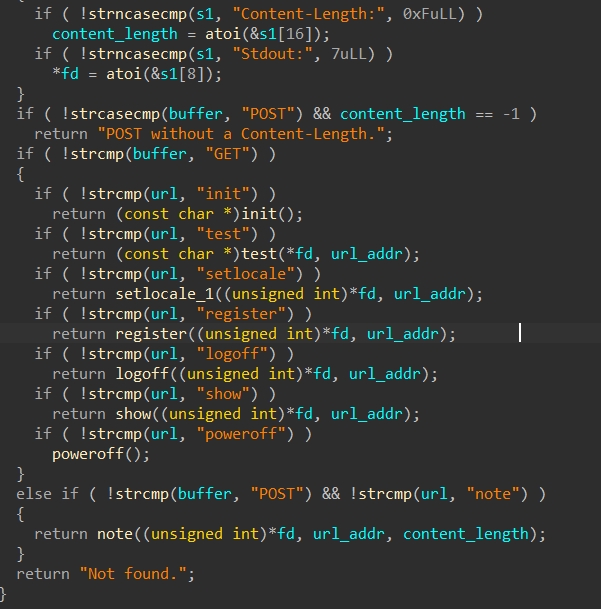 if ( !strncasecmp(s1, "Content-Length:", 0xFuLL) )
content_length = atoi(&s1[16]);
if ( !strncasecmp(s1, "Stdout:", 7uLL) )
*fd = atoi(&s1[8]);
}
if ( !strcasecmp(buffer, "POST") && content_length == -1 )
return "POST without a Content-Length.";
if ( !strcmp(buffer, "GET") )
{
if ( !strcmp(url, "init") )
return (const char *)init();
if ( !strcmp(url, "test") )
return (const char *)test(*fd, url_addr);
if ( !strcmp(url, "setlocale") )
return setlocale_1((unsigned int)*fd, url_addr);
if ( !strcmp(url, "register") )
return register((unsigned int)*fd, url_addr);
if ( !strcmp(url, "logoff") )
return logoff((unsigned int)*fd, url_addr);
if ( !strcmp(url, "show") )
return show((unsigned int)*fd, url_addr);
if ( !strcmp(url, "poweroff") )
poweroff();
}
else if ( !strcmp(buffer, "POST") && !strcmp(url, "note") )
{
return note((unsigned int)*fd, url_addr, content_length);
}
return "Not found.";
}